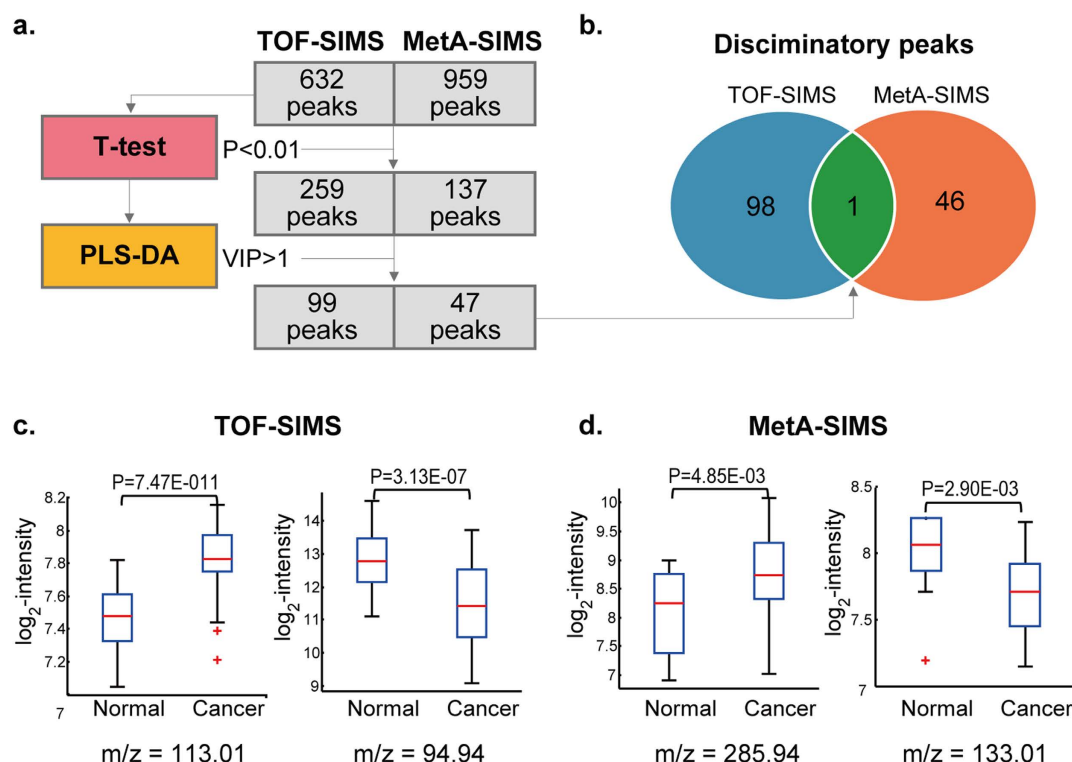 a.
TOF-SIMS MetA-SIMS
632 peaks 959 peaks
T-test
P<0.01
259 peaks 137 peaks
PLS-DA
VIP>1
99 peaks 47 peaks
b.
Disciminatory peaks
TOF-SIMS MetA-SIMS
98 1 46
c.
TOF-SIMS
P=7.47E-011
log2-intensity
8.2
8
7.8
7.6
7.4
7.2
7
Normal Cancer
m/z = 113.01
P=3.13E-07
log2-intensity
14
13
12
11
10
9
Normal Cancer
m/z = 94.94
d.
MetA-SIMS
P=4.85E-03
log2-intensity
10
9.5
9
8.5
8
7.5
7
Normal Cancer
m/z = 285.94
P=2.90E-03
log2-intensity
8.5
8
7.5
7
Normal Cancer
m/z = 133.01